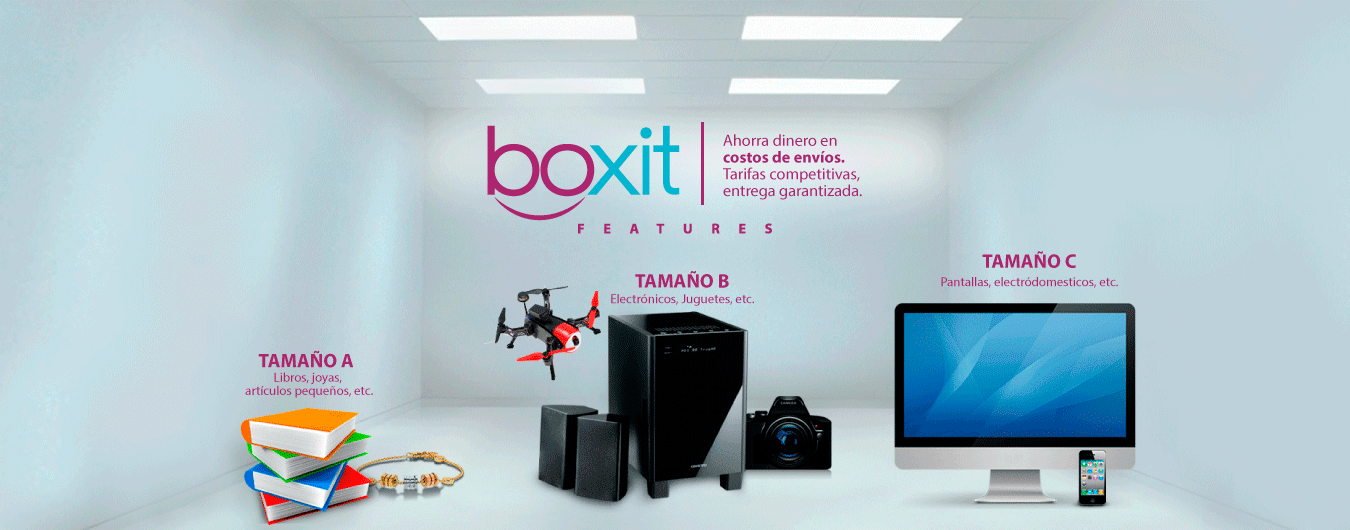 boxit
Ahorra dinero en
costos de envíos.
Tarifas competitivas,
entrega garantizada.
FEATURES
TAMAÑO A
Libros, joyas,
artículos pequeños, etc.
TAMAÑO B
Electrónicos, Juguetes, etc.
TAMAÑO C
Pantallas, electródomesticos, etc.